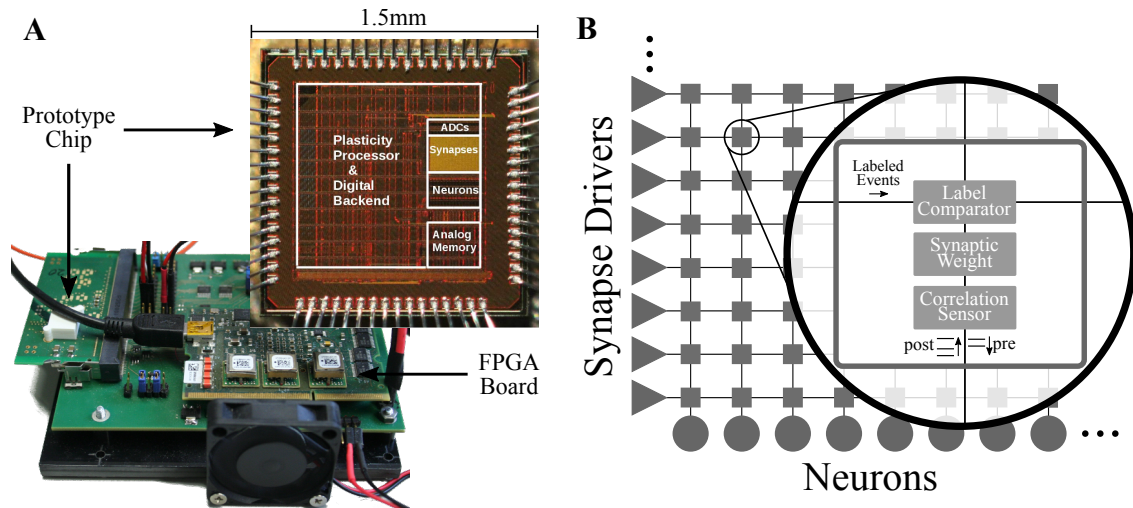 A
1.5mm
Prototype
Chip
Plasticity
Processor
&
Digital
Backend
ADCs
Synapses
Neurons
Analog
Memory
FPGA
Board
B
Synapse Drivers
Labeled
Events
Label
Comparator
Synaptic
Weight
Correlation
Sensor
post
pre
Neurons